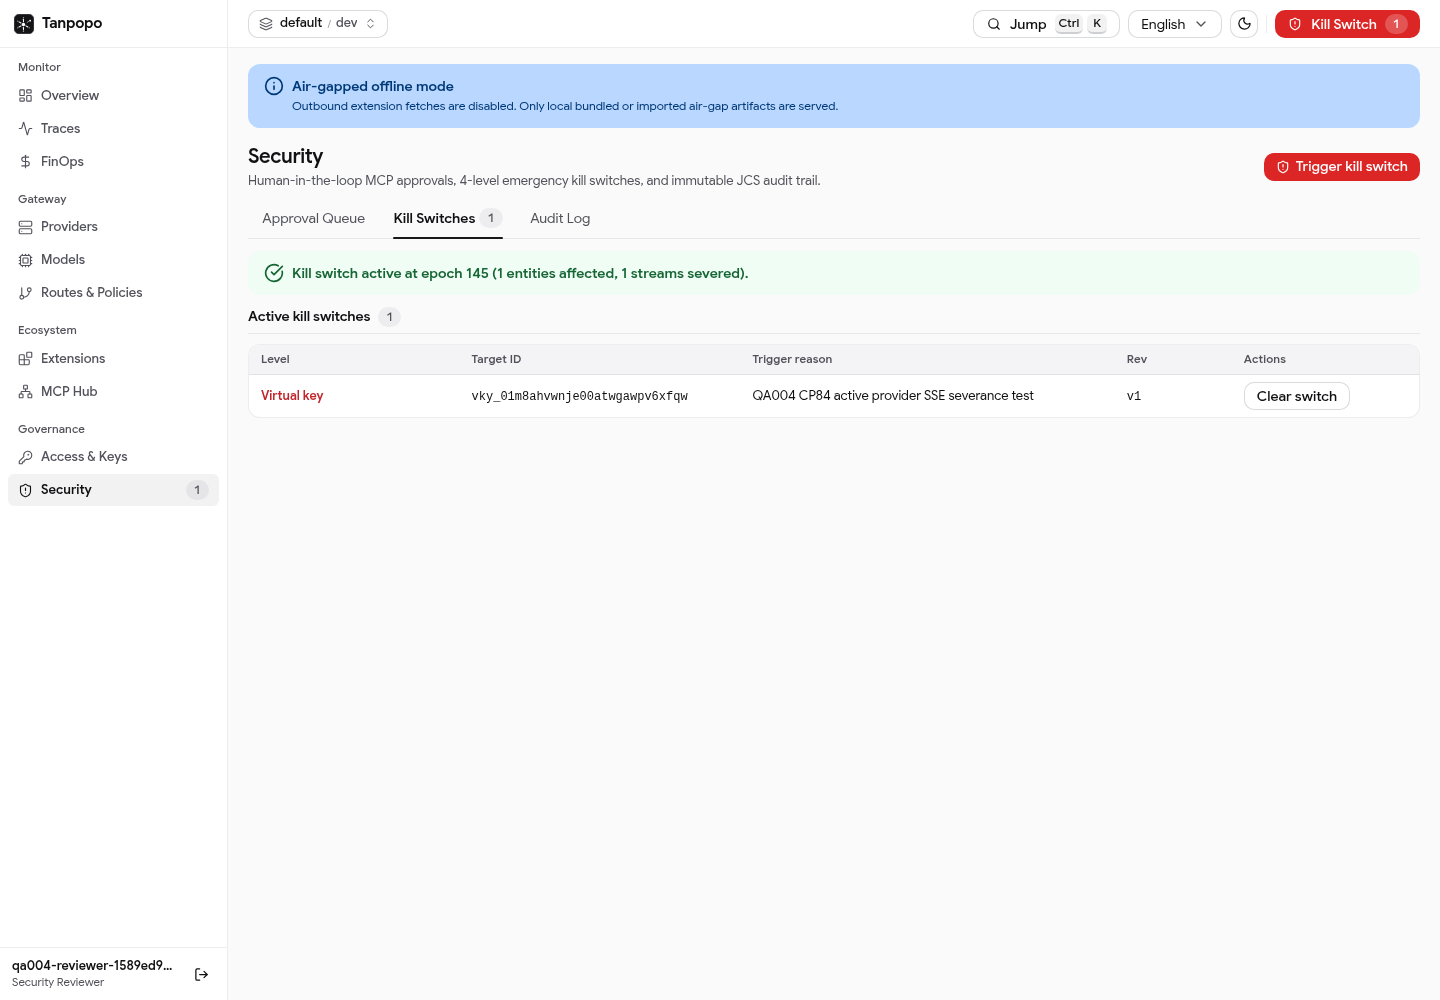 Tanpopo
default / dev
Jump Ctrl K
English
Kill Switch 1
Monitor
Overview
Traces
FinOps
Gateway
Providers
Models
Routes & Policies
Ecosystem
Extensions
MCP Hub
Governance
Access & Keys
Security 1
Air-gapped offline mode
Outbound extension fetches are disabled. Only local bundled or imported air-gap artifacts are served.
Security
Human-in-the-loop MCP approvals, 4-level emergency kill switches, and immutable JCS audit trail.
Trigger kill switch
Approval Queue Kill Switches 1 Audit Log
Kill switch active at epoch 145 (1 entities affected, 1 streams severed).
Active kill switches 1
Level Target ID Trigger reason Rev Actions
Virtual key vky_01m8ahvwnje00atwgawpv6xfqw QA004 CP84 active provider SSE severance test v1 Clear switch
qa004-reviewer-1589ed9...
Security Reviewer